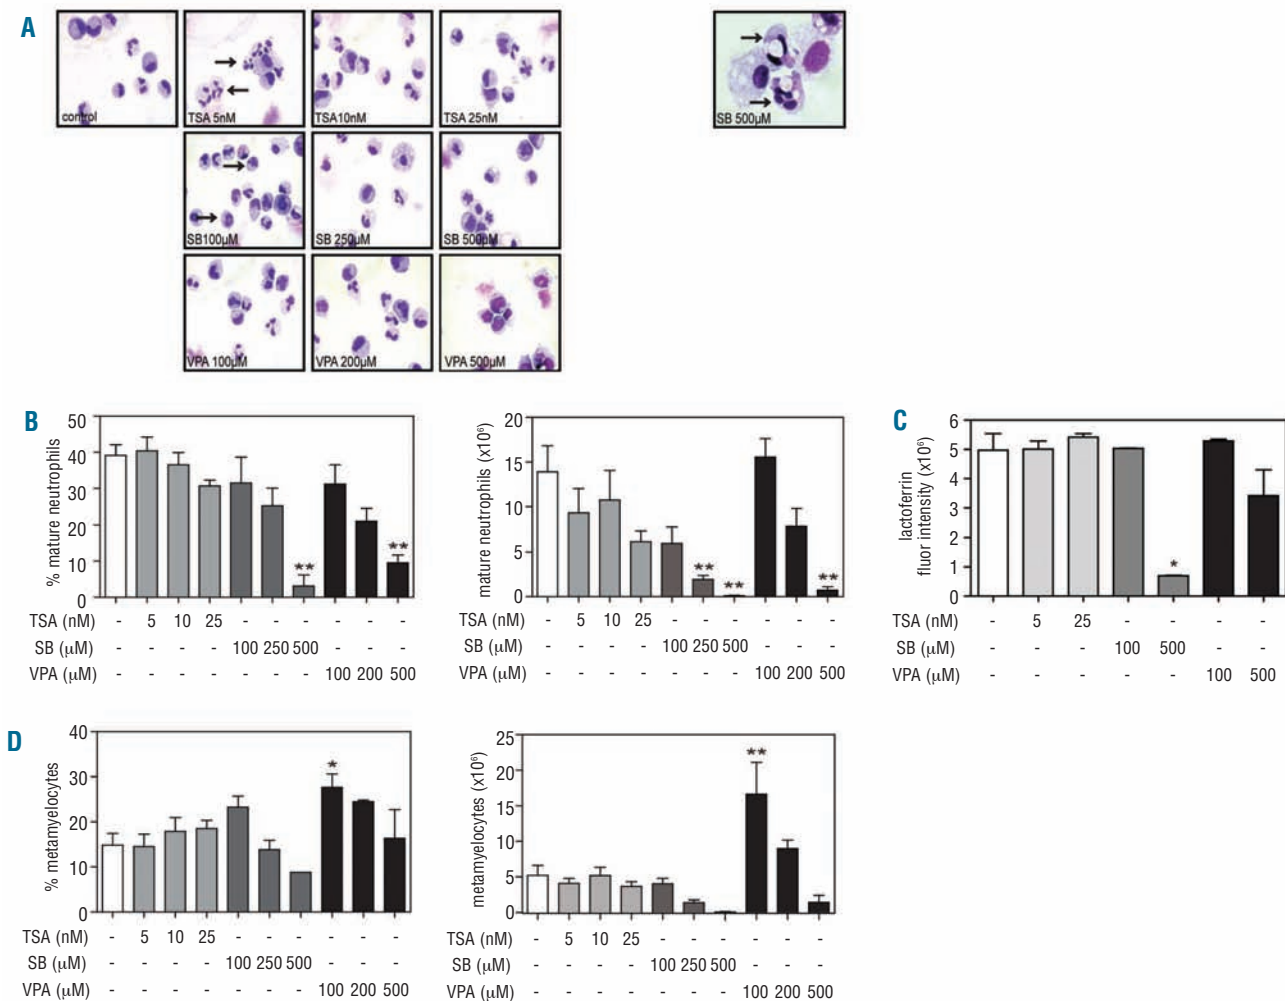 A
control
TSA 5nM
TSA10nM
TSA 25nM
SB 500µM
SB100µM
SB 250µM
SB 500µM
VPA 100µM
VPA 200µM
VPA 500µM
B
% mature neutrophils
50
40
30
20
10
0
** **
TSA (nM) - 5 10 25 - - - - - -
SB (µM) - - - - 100 250 500 - - -
VPA (µM) - - - - - - - 100 200 500
mature neutrophils (x10⁶)
20
15
10
5
0
** ** **
- 5 10 25 - - - - - -
- - - - 100 250 500 - - -
- - - - - - - 100 200 500
C
lactoferrin
fluor intensity (x10⁶)
6
5
4
3
2
1
0
*
TSA (nM) - 5 25 - - - -
SB (µM) - - - 100 500 - -
VPA (µM) - - - - - 100 500
D
% metamyelocytes
40
30
20
10
0
*
TSA (nM) - 5 10 25 - - - - - -
SB (µM) - - - - 100 250 500 - - -
VPA (µM) - - - - - - - 100 200 500
metamyelocytes (x10⁶)
25
20
15
10
5
0
**
TSA (nM) - 5 10 25 - - - - - -
SB (µM) - - - - 100 250 500 - - -
VPA (µM) - - - - - - - 100 200 500